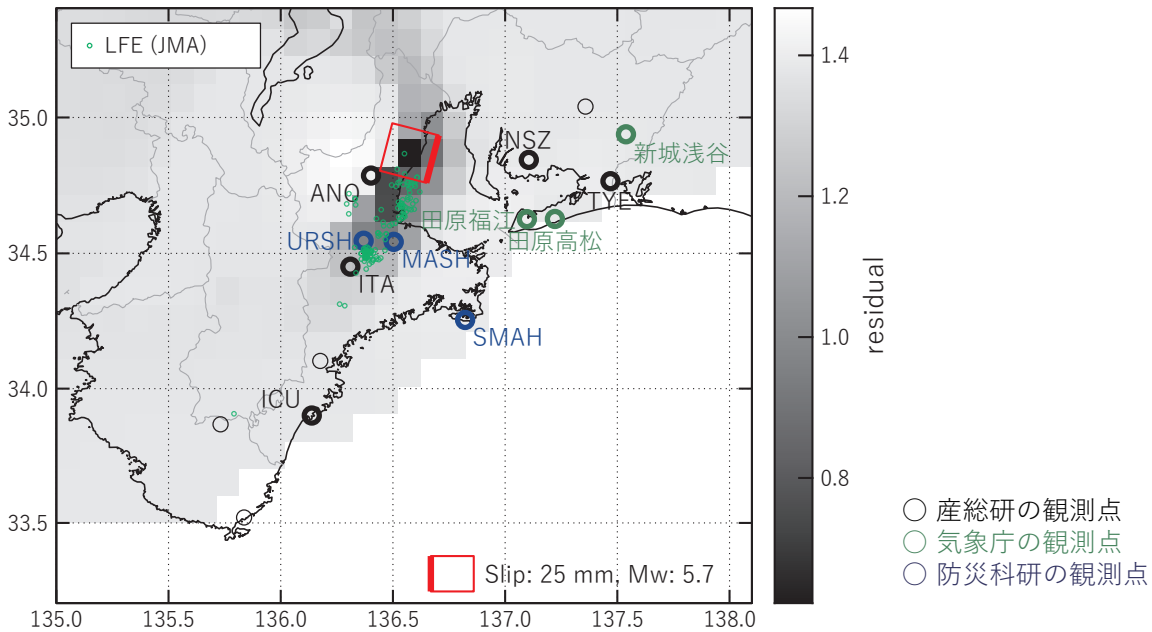 LFE (JMA)
1.4
35.0
NSZ
新城浅谷
ANO
TYE
1.2
田原福江
URSH
田原高松
34.5
MASH
ITA
residual
1.0
SMAH
34.0
ICU
0.8
33.5
Slip: 25 mm, Mw: 5.7
135.0 135.5 136.0 136.5 137.0 137.5 138.0
産総研の観測点
気象庁の観測点
防災科研の観測点